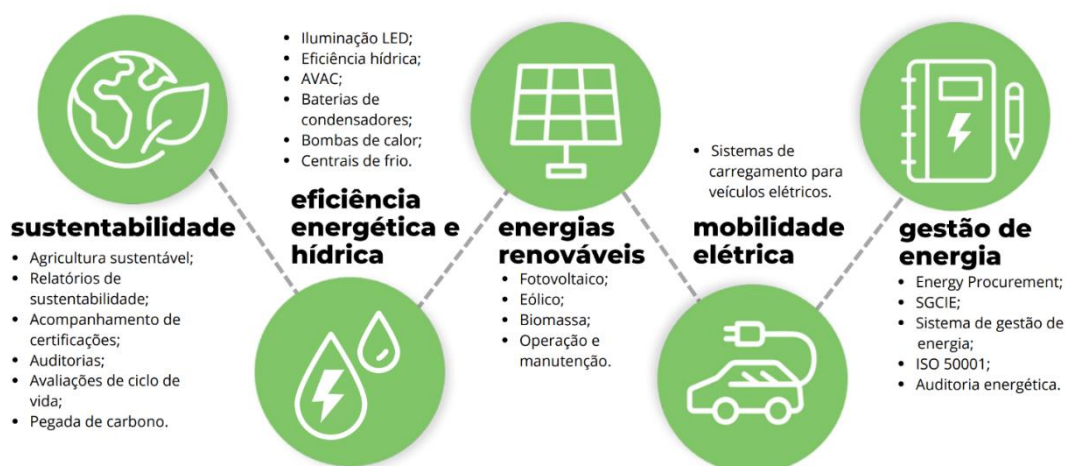 sustentabilidade
• Agricultura sustentável;
• Relatórios de
sustentabilidade;
• Acompanhamento de
certificações;
• Auditorias;
• Avaliações de ciclo de
vida;
• Pegada de carbono.
• Iluminação LED;
• Eficiência hídrica;
• AVAC;
• Baterias de
condensadores;
• Bombas de calor;
• Centrais de frio.
eficiência
energética e
hídrica
energias
renováveis
• Fotovoltaico;
• Eólico;
• Biomassa;
• Operação e
manutenção.
• Sistemas de
carregamento para
veículos elétricos.
mobilidade
elétrica
gestão de
energia
• Energy Procurement;
• SGCIE;
• Sistema de gestão de
energia;
• ISO 50001;
• Auditoria energética.